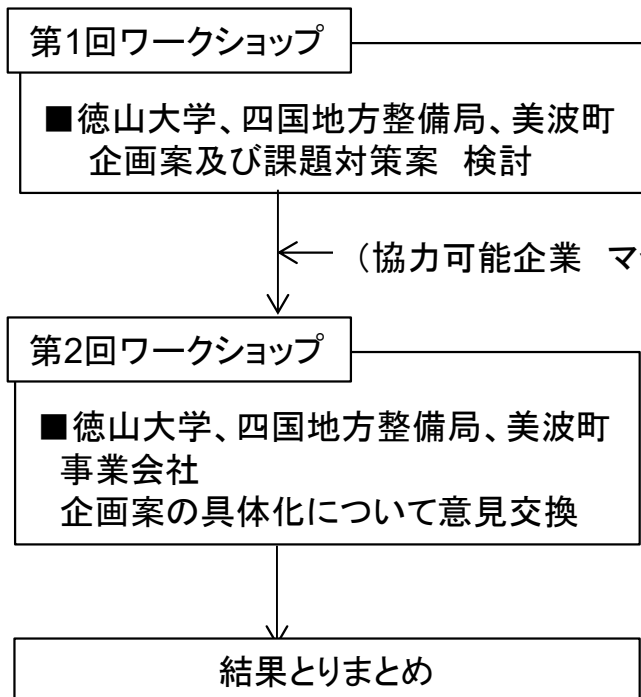 第1回ワークショップ
■徳山大学、四国地方整備局、美波町
企画案及び課題対策案 検討
（協力可能企業 マ
第2回ワークショップ
■徳山大学、四国地方整備局、美波町
事業会社
企画案の具体化について意見交換
結果とりまとめ